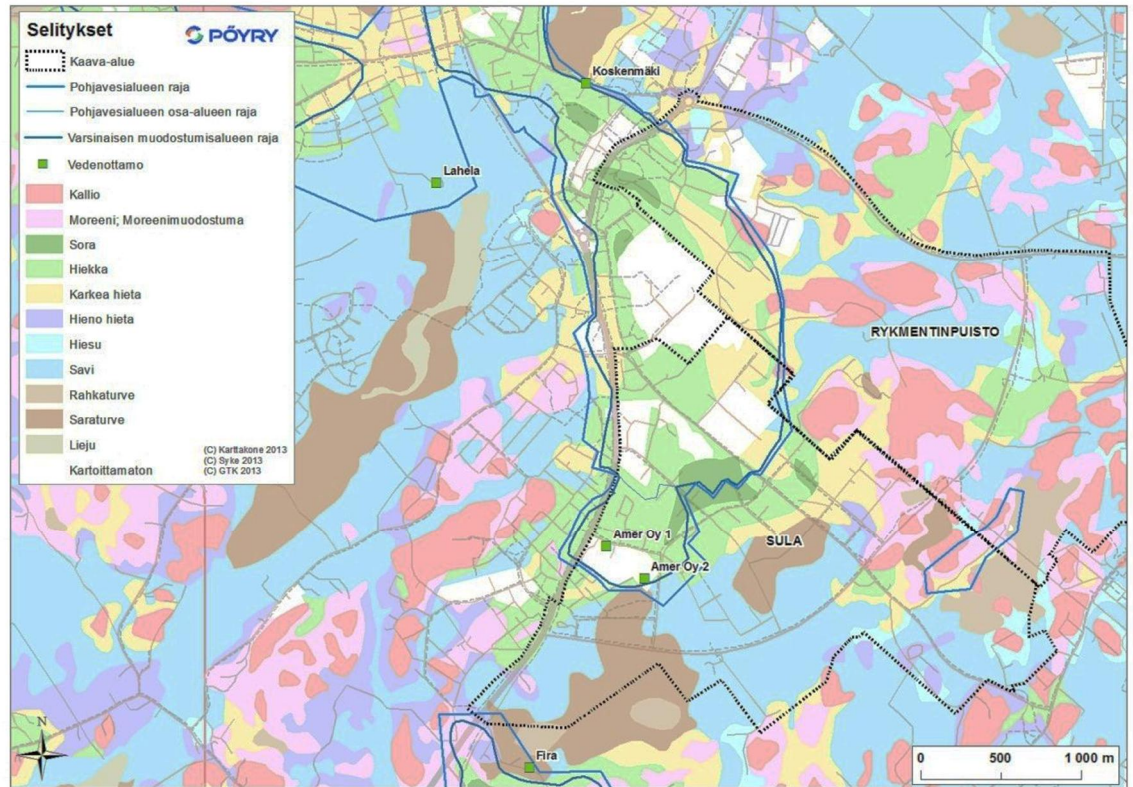 Selitykset
PÖYRY
Kaava-alue
Pohjavesialueen raja
Pohjavesialueen osa-alueen raja
Varsinaisen muodostumisalueen raja
Vedenottamo
Kallio
Moreeni; Moreenimuodostuma
Sora
Hiekka
Karkea hieta
Hieno hieta
Hiesu
Savi
Rahkaturve
Saraturve
Lieju
Kartoittamaton
(C) Karttakone 2013
(C) Syke 2013
(C) GTK 2013
Koskenmäki
Lahela
RYKMENTINPUISTO
Amer Oy 1
SULA
Amer Oy 2
Fira
N
0 500 1 000 m